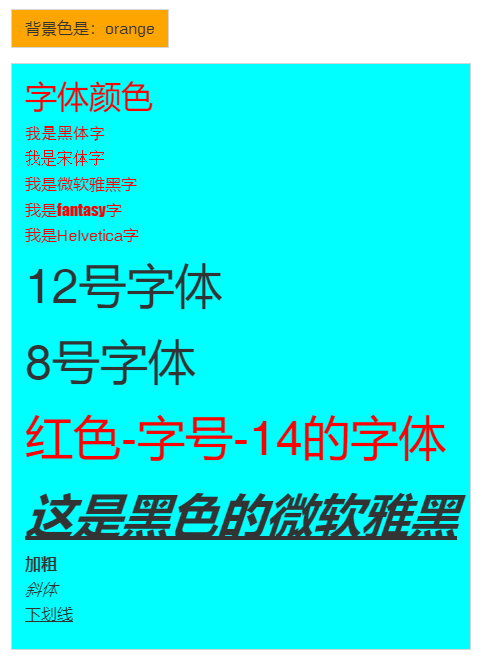 背景色是：orange
字体颜色
我是黑体字
我是宋体字
我是微软雅黑字
我是fantasy字
我是Helvetica字
12号字体
8号字体
红色-字号-14的字体
这是黑色的微软雅黑
加粗
斜体
下划线